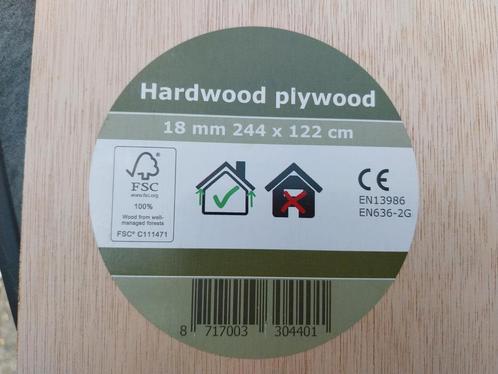 Hardwood plywood
18 mm 244 x 122 cm
FSC
www.fsc.org
100%
Wood from well-
managed forests
FSC® C111471
CE
EN13986
EN636-2G
8 717003 304401